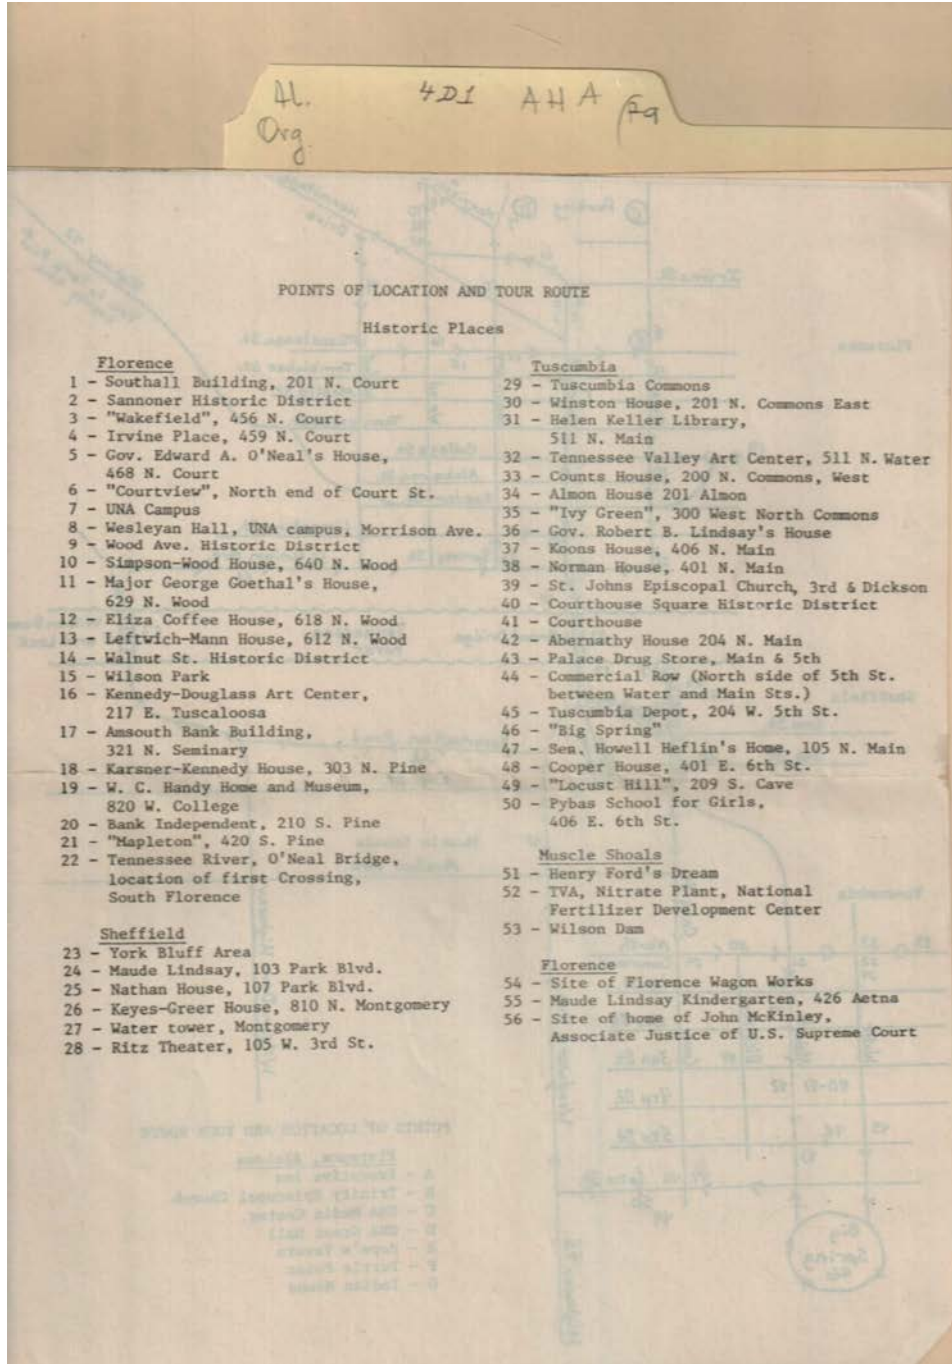 Al. 4D1 AHA
Org.
POINTS OF LOCATION AND TOUR ROUTE
Historic Places
Florence
1 - Southall Building, 201 N. Court
2 - Sannoner Historic District
3 - "Wakefield", 456 N. Court
4 - Irvine Place, 459 N. Court
5 - Gov. Edward A. O'Neal's House,
468 N. Court
6 - "Courtview", North end of Court St.
7 - UNA Campus
8 - Wesleyan Hall, UNA campus, Morrison Ave.
9 - Wood Ave. Historic District
10 - Simpson-Wood House, 640 N. Wood
11 - Major George Goethal's House,
629 N. Wood
12 - Eliza Coffee House, 618 N. Wood
13 - Leftwich-Mann House, 612 N. Wood
14 - Walnut St. Historic District
15 - Wilson Park
16 - Kennedy-Douglass Art Center,
217 E. Tuscaloosa
17 - Amsouth Bank Building,
321 N. Seminary
18 - Karsner-Kennedy House, 303 N. Pine
19 - W. C. Handy Home and Museum,
820 W. College
20 - Bank Independent, 210 S. Pine
21 - "Mapleton", 420 S. Pine
22 - Tennessee River, O'Neal Bridge,
location of first Crossing,
South Florence
Sheffield
23 - York Bluff Area
24 - Maude Lindsay, 103 Park Blvd.
25 - Nathan House, 107 Park Blvd.
26 - Keyes-Greer House, 810 N. Montgomery
27 - Water tower, Montgomery
28 - Ritz Theater, 105 W. 3rd St.
Tuscumbia
29 - Tuscumbia Commons
30 - Winston House, 201 N. Commons East
31 - Helen Keller Library,
511 N. Main
32 - Tennessee Valley Art Center, 511 N. Water
33 - Counts House, 200 N. Commons, West
34 - Almon House 201 Almon
35 - "Ivy Green", 300 West North Commons
36 - Gov. Robert B. Lindsay's House
37 - Koons House, 406 N. Main
38 - Norman House, 401 N. Main
39 - St. Johns Episcopal Church, 3rd & Dickson
40 - Courthouse Square Historic District
41 - Courthouse
42 - Abernathy House 204 N. Main
43 - Palace Drug Store, Main & 5th
44 - Commercial Row (North side of 5th St.
between Water and Main Sts.)
45 - Tuscumbia Depot, 204 W. 5th St.
46 - "Big Spring"
47 - Sen. Howell Heflin's Home, 105 N. Main
48 - Cooper House, 401 E. 6th St.
49 - "Locust Hill", 209 S. Cave
50 - Pybas School for Girls,
406 E. 6th St.
Muscle Shoals
51 - Henry Ford's Dream
52 - TVA, Nitrate Plant, National
Fertilizer Development Center
53 - Wilson Dam
Florence
54 - Site of Florence Wagon Works
55 - Maude Lindsay Kindergarten, 426 Aetna
56 - Site of home of John McKinley,
Associate Justice of U.S. Supreme Court